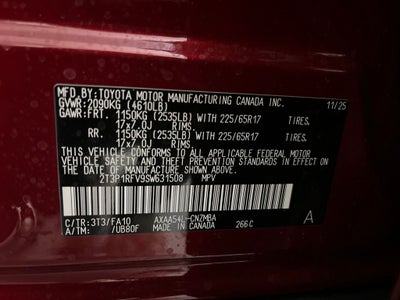 MFD.BY:TOYOTA MOTOR MANUFACTURING CANADA INC.
GVWR:2090KG (4610LB) 11/25
GAWR:FRT. 1150KG (2535LB) WITH 225/65R17 TIRES,
17x7.0J RIMS.
RR. 1150KG (2535LB) WITH 225/65R17 TIRES,
17x7.0J RIMS.
THIS VEHICLE CONFORMS TO ALL APPLICABLE FEDERAL MOTOR
VEHICLE SAFETY AND THEFT PREVENTION STANDARDS IN EFFECT
ON THE DATE OF MANUFACTURE SHOWN ABOVE.
2T3P1RFV9SW631508 MPV
C/TR:3T3/FA10 AXAA54L-CNZMBA
A/TM: /UB80F MADE IN CANADA 266C A